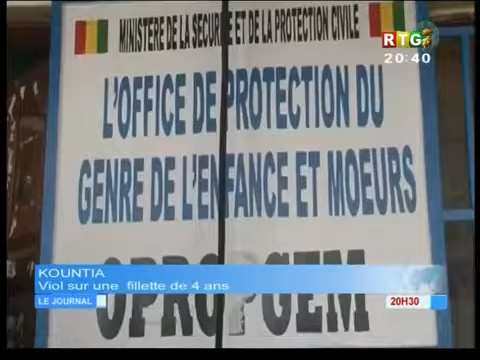 MINISTERE DE LA SECURITE ET DE LA PROTECTION CIVILE
RTG
20:40
L'OFFICE DE PROTECTION DU
GENRE DE L'ENFANCE ET MOEURS
OPROGEM
KOUNTIA
Viol sur une fillette de 4 ans
LE JOURNAL
20H30